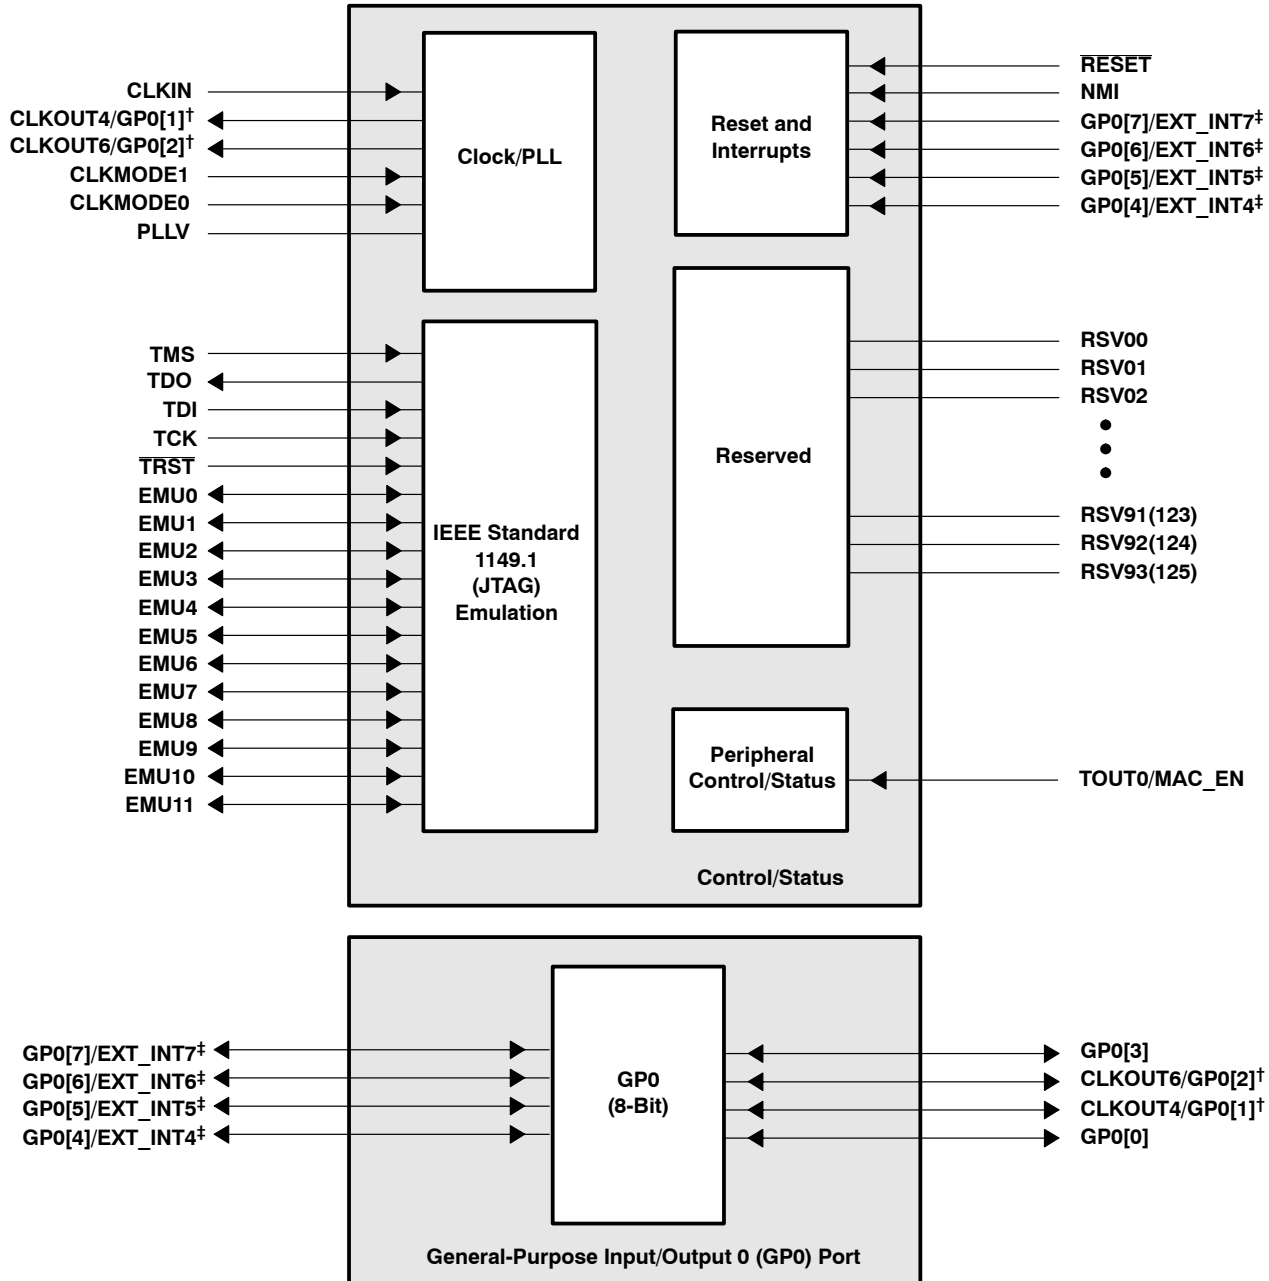 CLKIN
CLKOUT4/GP0[1]†
CLKOUT6/GP0[2]†
CLKMODE1
CLKMODE0
PLLV
Clock/PLL
Reset and
Interrupts
RESET
NMI
GP0[7]/EXT_INT7‡
GP0[6]/EXT_INT6‡
GP0[5]/EXT_INT5‡
GP0[4]/EXT_INT4‡
TMS
TDO
TDI
TCK
TRST
EMU0
EMU1
EMU2
EMU3
EMU4
EMU5
EMU6
EMU7
EMU8
EMU9
EMU10
EMU11
IEEE Standard
1149.1
(JTAG)
Emulation
Reserved
RSV00
RSV01
RSV02
RSV91(123)
RSV92(124)
RSV93(125)
Peripheral
Control/Status
TOUT0/MAC_EN
Control/Status
GP0[7]/EXT_INT7‡
GP0[6]/EXT_INT6‡
GP0[5]/EXT_INT5‡
GP0[4]/EXT_INT4‡
GP0
(8-Bit)
GP0[3]
CLKOUT6/GP0[2]†
CLKOUT4/GP0[1]†
GP0[0]
General-Purpose Input/Output 0 (GP0) Port